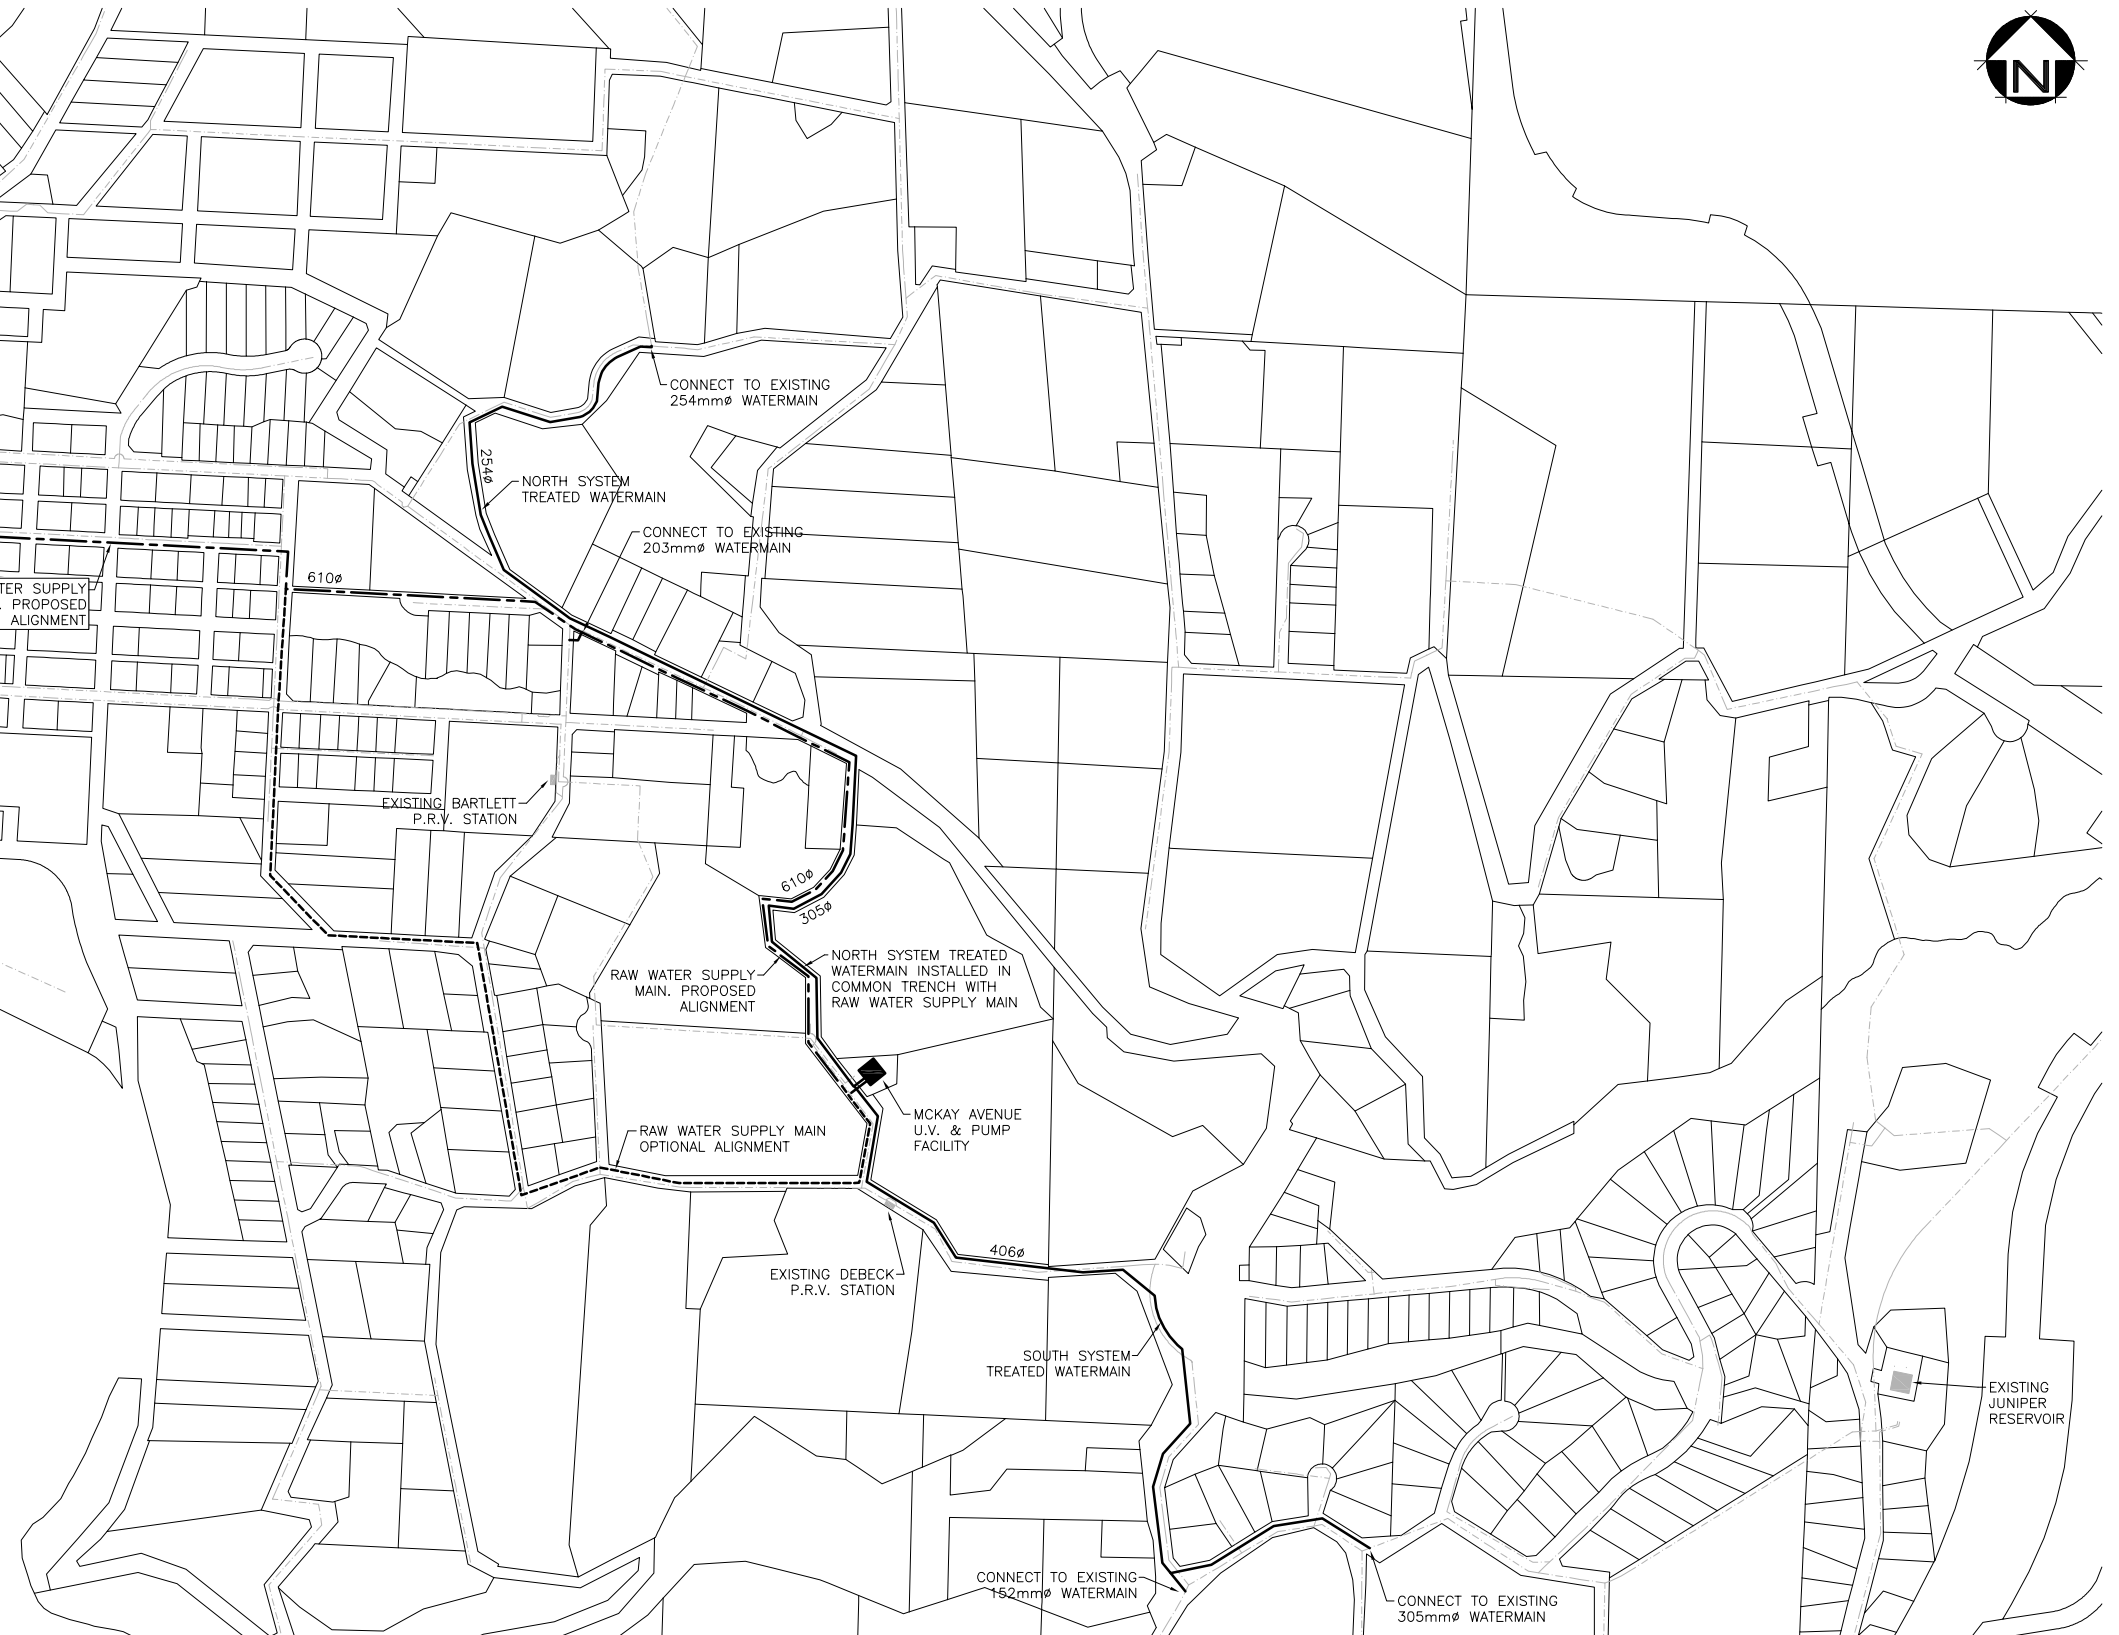 N
CONNECT TO EXISTING
254mmø WATERMAIN
254ø
NORTH SYSTEM
TREATED WATERMAIN
CONNECT TO EXISTING
203mmø WATERMAIN
610ø
TER SUPPLY
. PROPOSED
ALIGNMENT
EXISTING BARTLETT
P.R.V. STATION
610ø
305ø
NORTH SYSTEM TREATED
WATERMAIN INSTALLED IN
COMMON TRENCH WITH
RAW WATER SUPPLY MAIN
RAW WATER SUPPLY
MAIN. PROPOSED
ALIGNMENT
MCKAY AVENUE
U.V. & PUMP
FACILITY
RAW WATER SUPPLY MAIN
OPTIONAL ALIGNMENT
406ø
EXISTING DEBECK
P.R.V. STATION
SOUTH SYSTEM
TREATED WATERMAIN
EXISTING
JUNIPER
RESERVOIR
CONNECT TO EXISTING
152mmø WATERMAIN
CONNECT TO EXISTING
305mmø WATERMAIN